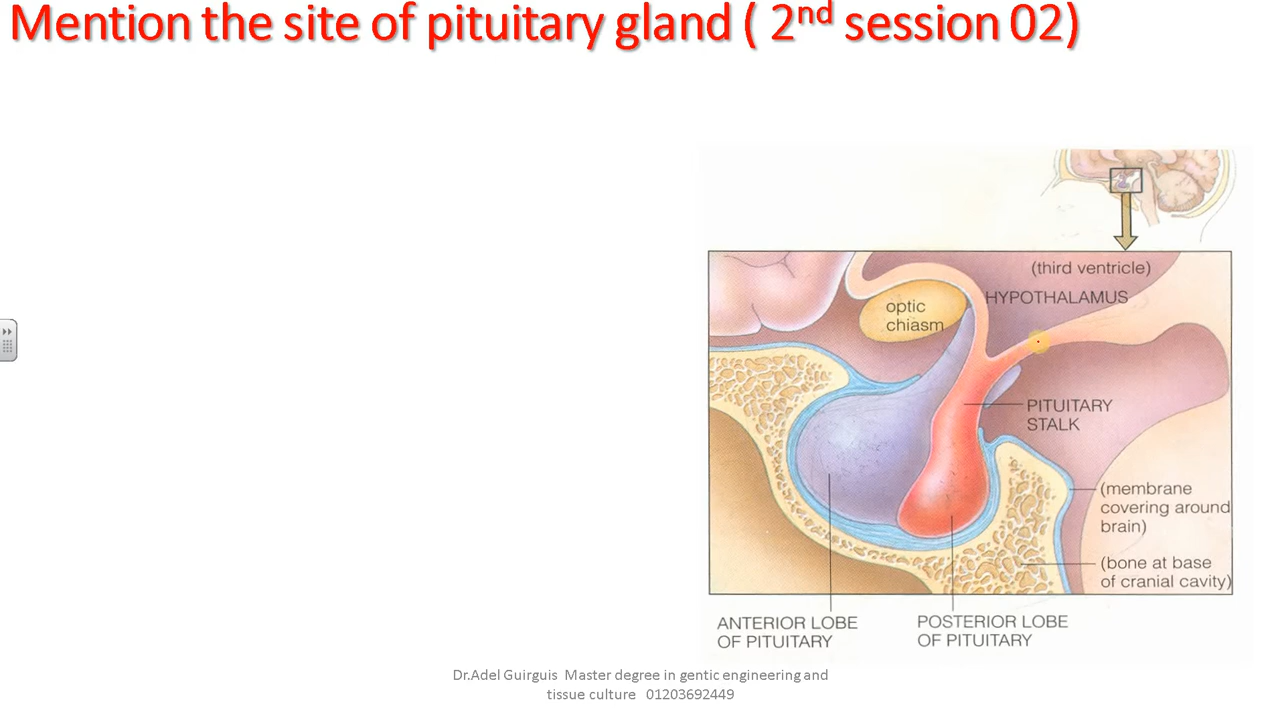 Mention the site of pituitary gland ( 2nd session 02)
(third ventricle)
HYPOTHALAMUS
optic
chiasm
PITUITARY
STALK
(membrane
covering around
brain)
(bone at base
of cranial cavity)
ANTERIOR LOBE
OF PITUITARY
POSTERIOR LOBE
OF PITUITARY
Dr.Adel Guirguis Master degree in gentic engineering and
tissue culture 01203692449